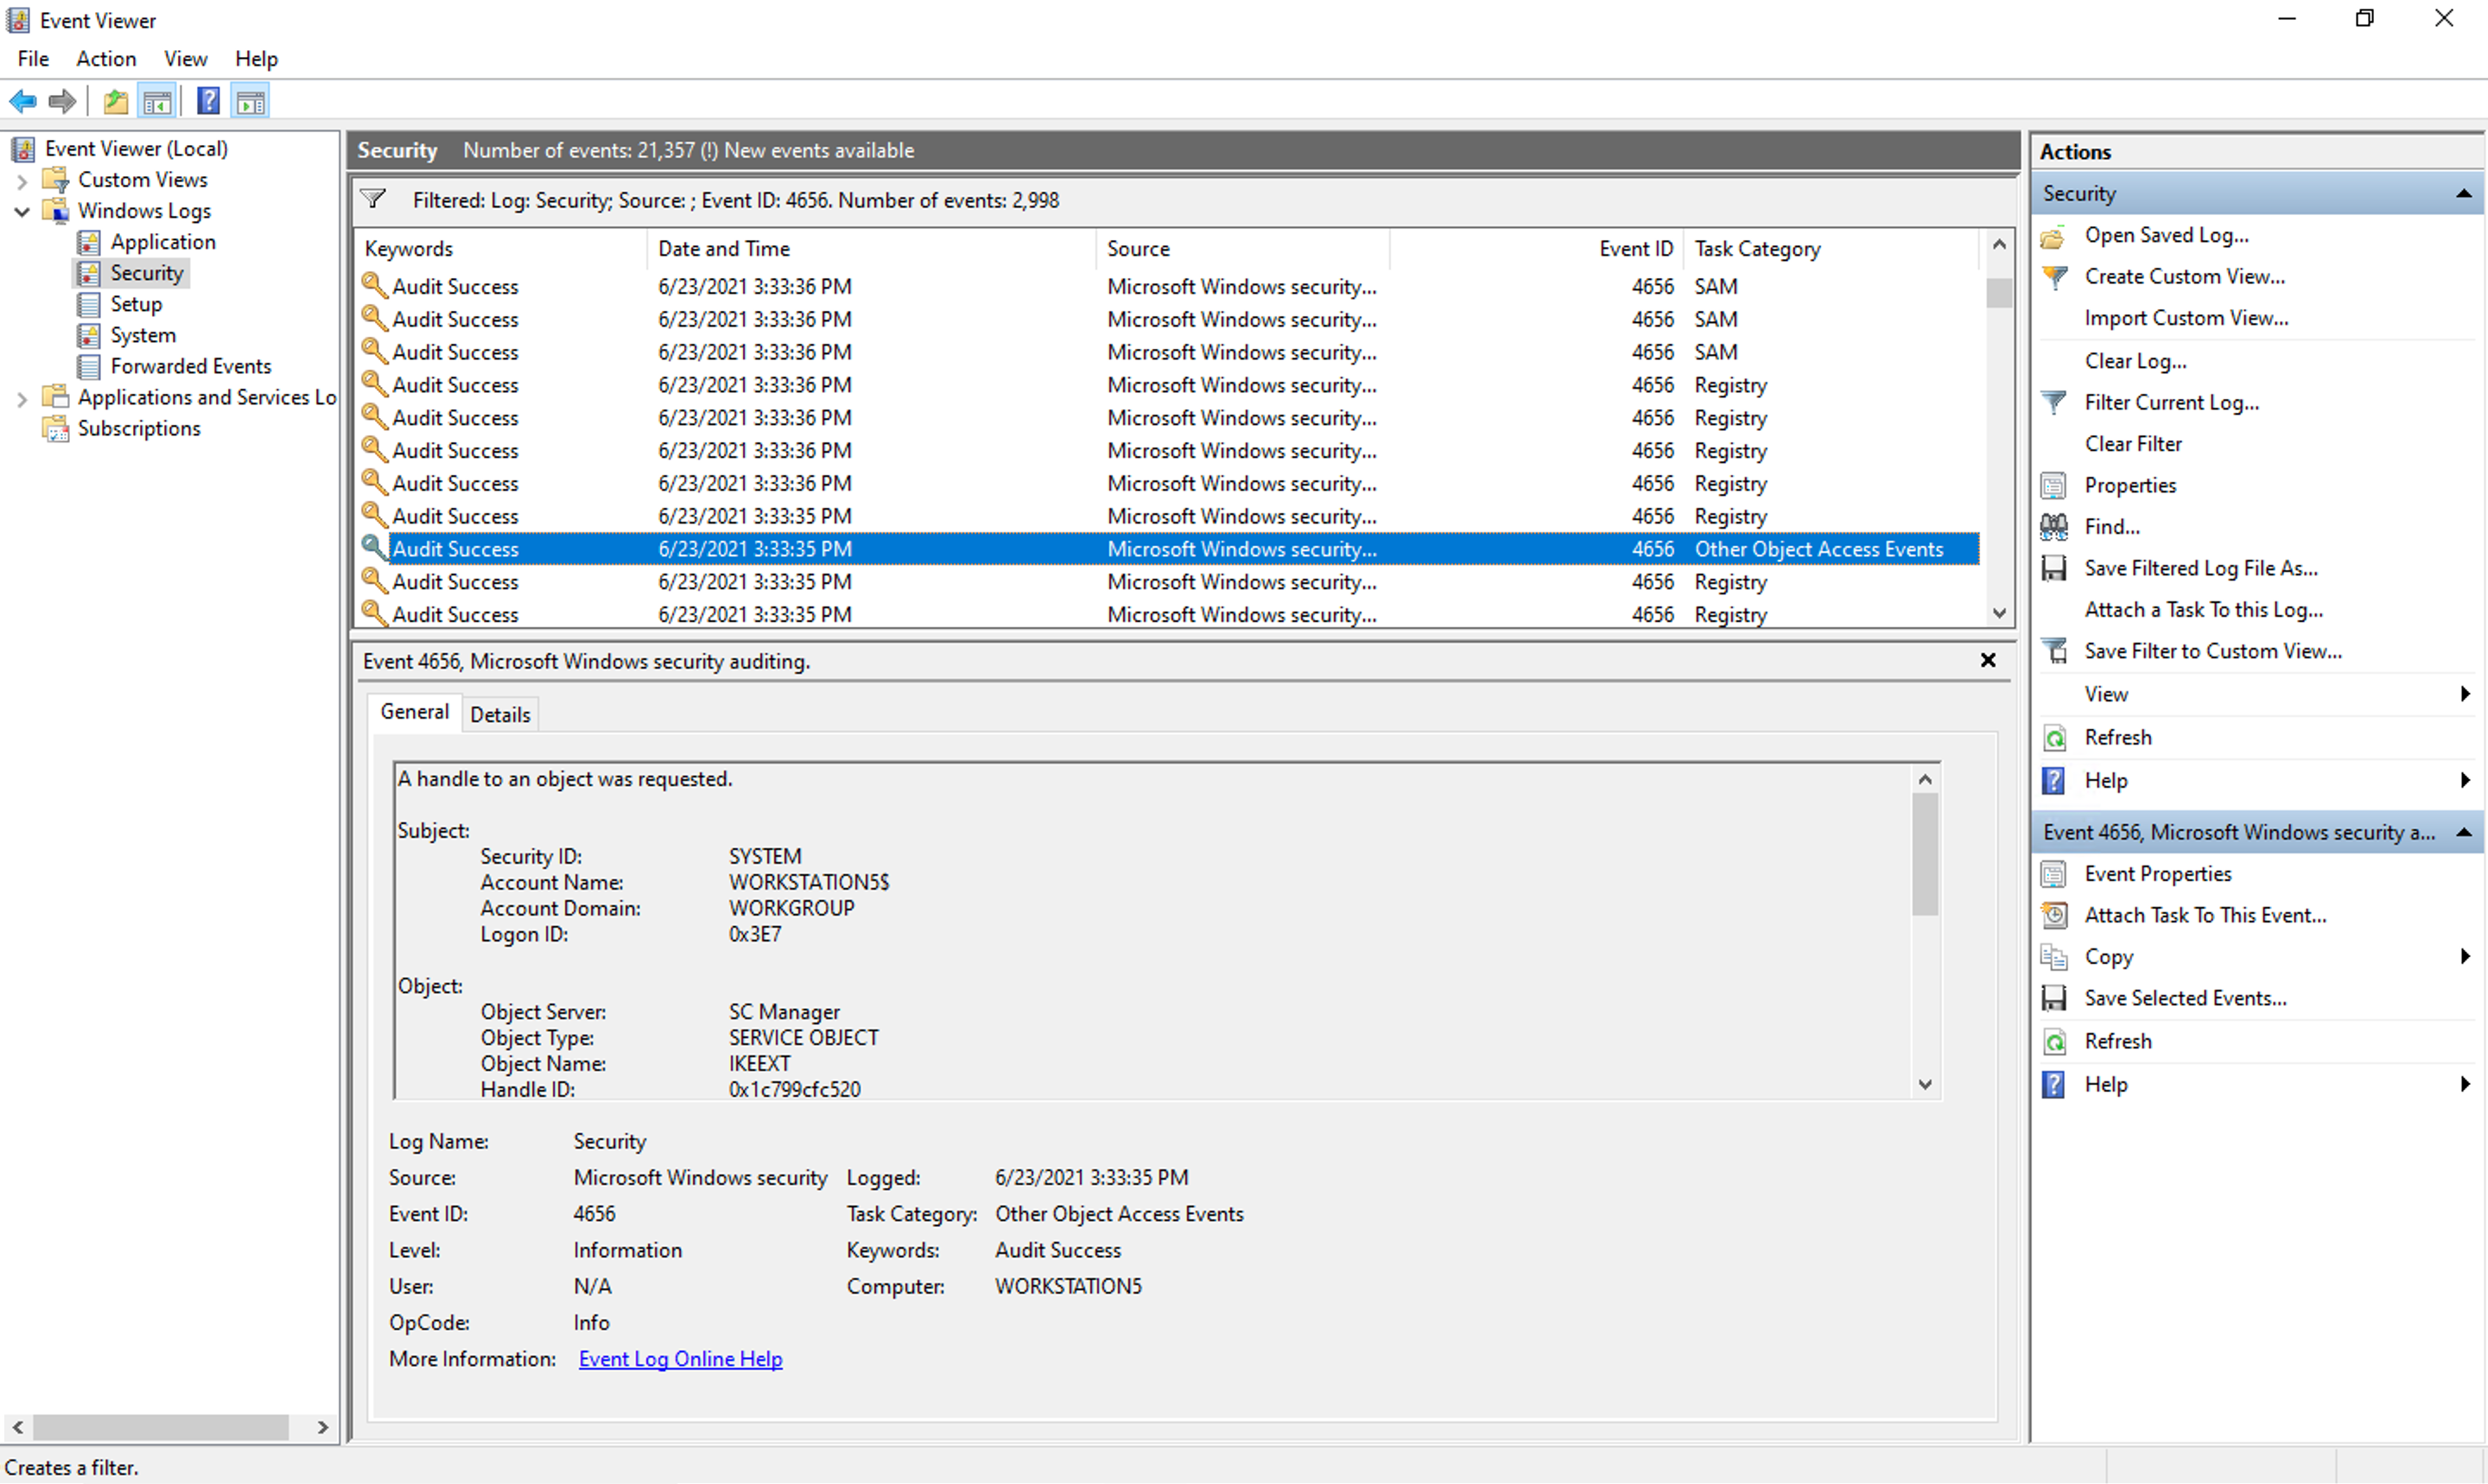 Event Viewer
File Action View Help
Event Viewer (Local)
Custom Views
Windows Logs
Application
Security
Setup
System
Forwarded Events
Applications and Services Lo
Subscriptions
Security Number of events: 21,357 (!) New events available
Filtered: Log: Security; Source: ; Event ID: 4656. Number of events: 2,998
Keywords Date and Time Source Event ID Task Category
Audit Success 6/23/2021 3:33:36 PM Microsoft Windows security... 4656 SAM
Audit Success 6/23/2021 3:33:36 PM Microsoft Windows security... 4656 SAM
Audit Success 6/23/2021 3:33:36 PM Microsoft Windows security... 4656 SAM
Audit Success 6/23/2021 3:33:36 PM Microsoft Windows security... 4656 Registry
Audit Success 6/23/2021 3:33:36 PM Microsoft Windows security... 4656 Registry
Audit Success 6/23/2021 3:33:36 PM Microsoft Windows security... 4656 Registry
Audit Success 6/23/2021 3:33:36 PM Microsoft Windows security... 4656 Registry
Audit Success 6/23/2021 3:33:35 PM Microsoft Windows security... 4656 Registry
Audit Success 6/23/2021 3:33:35 PM Microsoft Windows security... 4656 Other Object Access Events
Audit Success 6/23/2021 3:33:35 PM Microsoft Windows security... 4656 Registry
Audit Success 6/23/2021 3:33:35 PM Microsoft Windows security... 4656 Registry
Event 4656, Microsoft Windows security auditing.
General Details
A handle to an object was requested.
Subject:
Security ID: SYSTEM
Account Name: WORKSTATION5$
Account Domain: WORKGROUP
Logon ID: 0x3E7
Object:
Object Server: SC Manager
Object Type: SERVICE OBJECT
Object Name: IKEEXT
Handle ID: 0x1c799cfc520
Log Name: Security
Source: Microsoft Windows security Logged: 6/23/2021 3:33:35 PM
Event ID: 4656 Task Category: Other Object Access Events
Level: Information Keywords: Audit Success
User: N/A Computer: WORKSTATION5
OpCode: Info
More Information: Event Log Online Help
Actions
Security
Open Saved Log...
Create Custom View...
Import Custom View...
Clear Log...
Filter Current Log...
Clear Filter
Properties
Find...
Save Filtered Log File As...
Attach a Task To this Log...
Save Filter to Custom View...
View
Refresh
Help
Event 4656, Microsoft Windows security a...
Event Properties
Attach Task To This Event...
Copy
Save Selected Events...
Refresh
Help
Creates a filter.